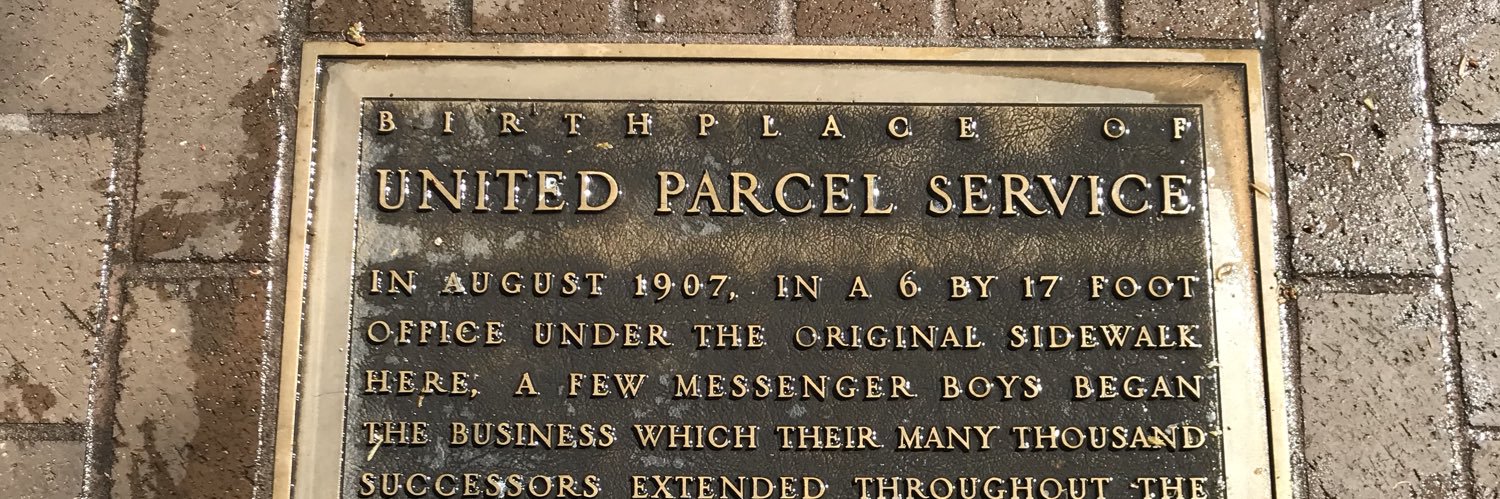 BIRTHPLACE OF
UNITED PARCEL SERVICE
IN AUGUST 1907, IN A 6 BY 17 FOOT
OFFICE UNDER THE ORIGINAL SIDEWALK
HERE, A FEW MESSENGER BOYS BEGAN
THE BUSINESS WHICH THEIR MANY THOUSAND
SUCCESSORS EXTENDED THROUGHOUT THE